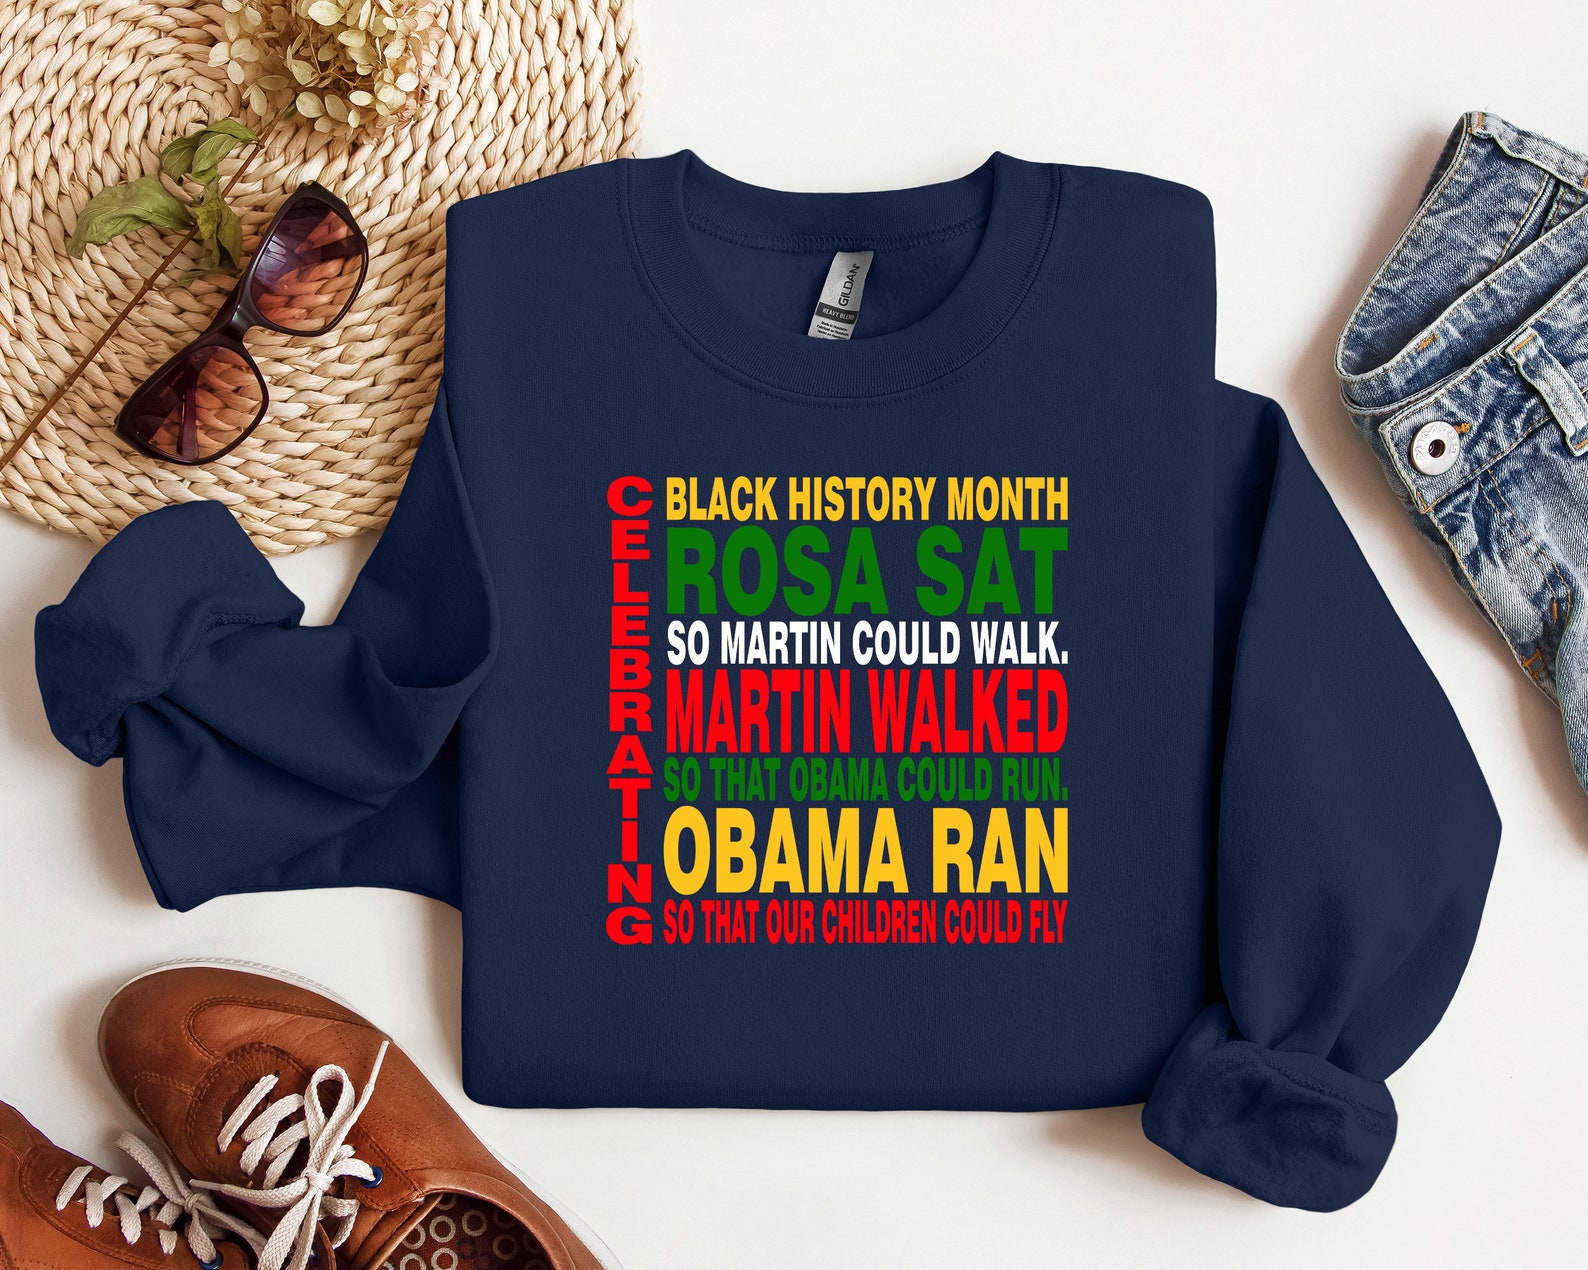 GILDAN
HEAVY BLEND
CELEBRATING
BLACK HISTORY MONTH
ROSA SAT
SO MARTIN COULD WALK.
MARTIN WALKED
SO THAT OBAMA COULD RUN.
OBAMA RAN
SO THAT OUR CHILDREN COULD FLY